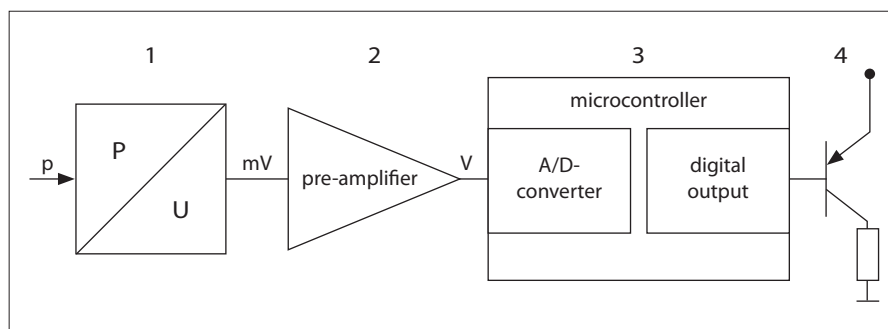 1
2
3
4
p
P
U
mV
pre-amplifier
V
microcontroller
A/D-
converter
digital
output